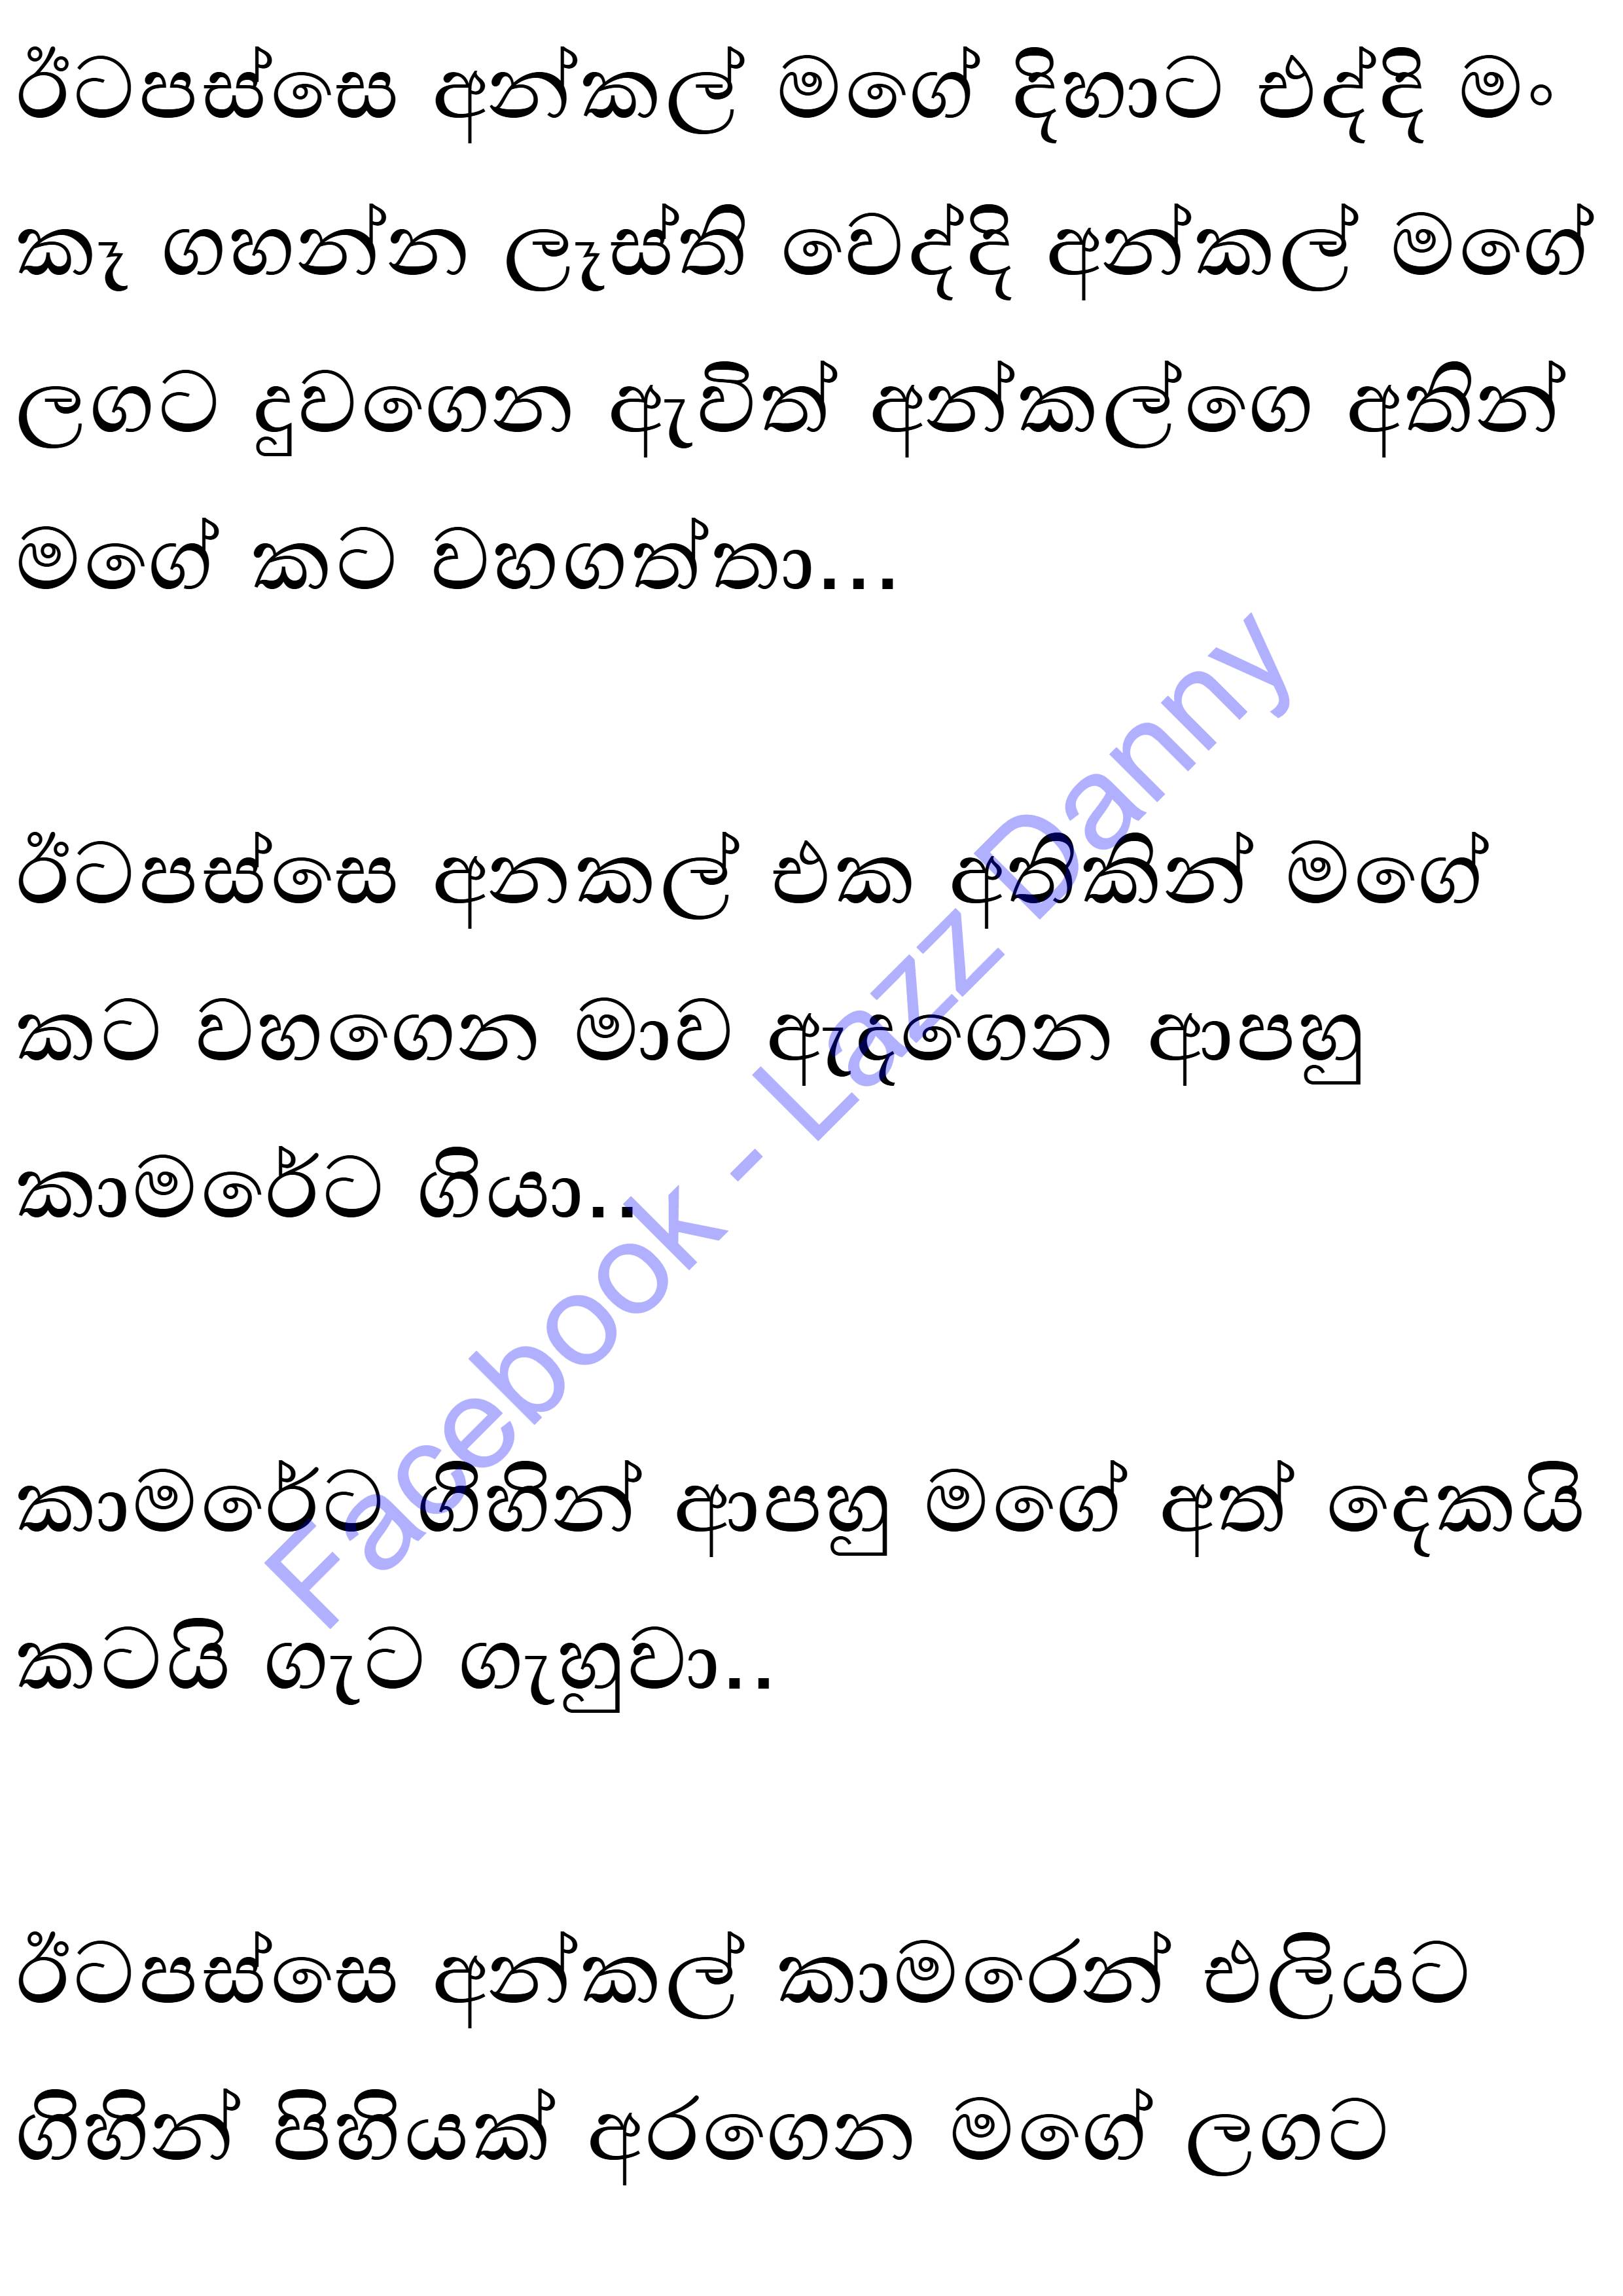 ඊටපස්සෙ අන්කල් මගේ දිහාට එද්දි මං
කෑ ගහන්න ලෑස්ති වෙද්දි අන්කල් මගේ
ලගට දුවගෙන ඇවිත් අන්කල්ගෙ අතින්
මගේ කට වහගත්තා...
ඊටපස්සෙ අනකල් එක අතිකින් මගේ
කට වහගෙන මාව ඇදගෙන ආපහු
කාමරේට ගියා..
කාමරේට ගිහින් ආපහු මගේ අත් දෙකයි
කටයි ගැට ගැහුවා..
ඊටපස්සෙ අන්කල් කාමරෙන් එලියට
ගිහින් පිහියක් අරගෙන මගේ ලගට
Facebook - Lazz Danny